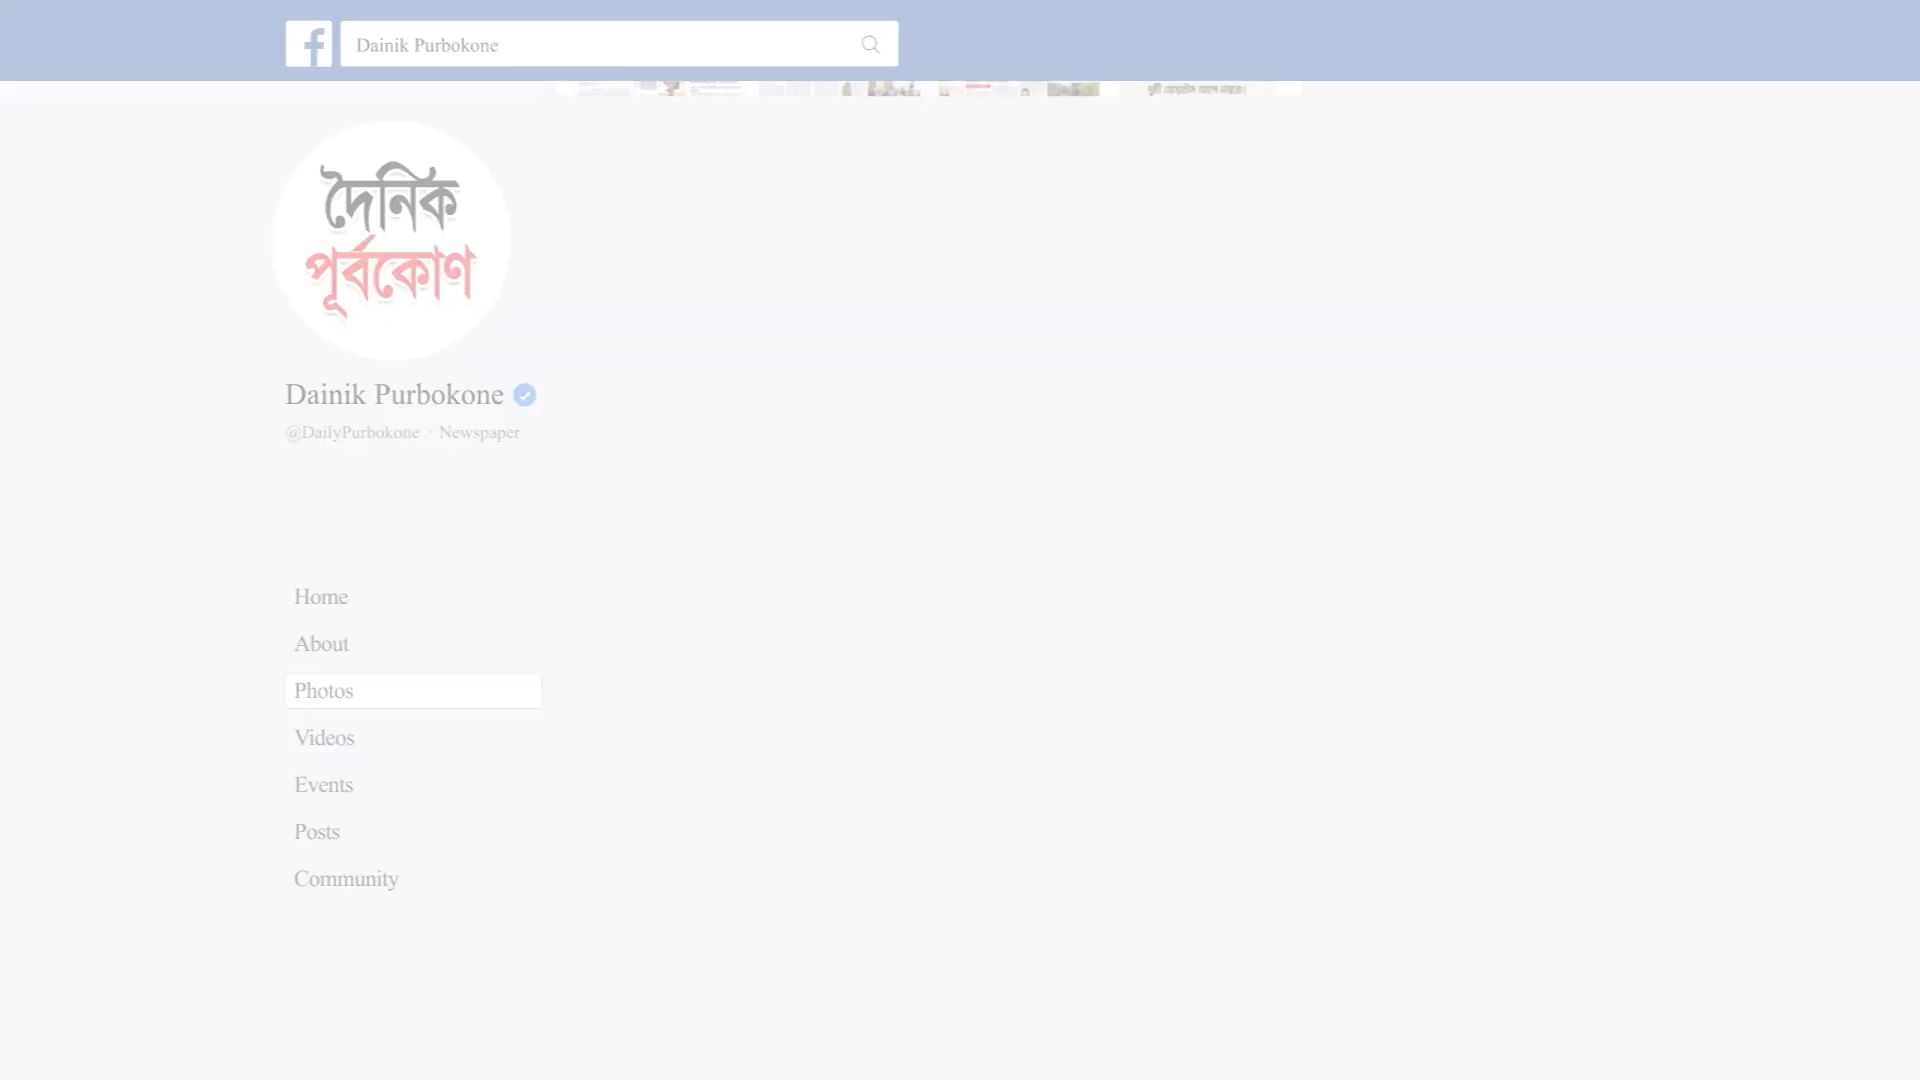 Dainik Purbokone
দৈনিক
পূর্বকোণ
Dainik Purbokone
@DailyPurbokone · Newspaper
Home
About
Photos
Videos
Events
Posts
Community